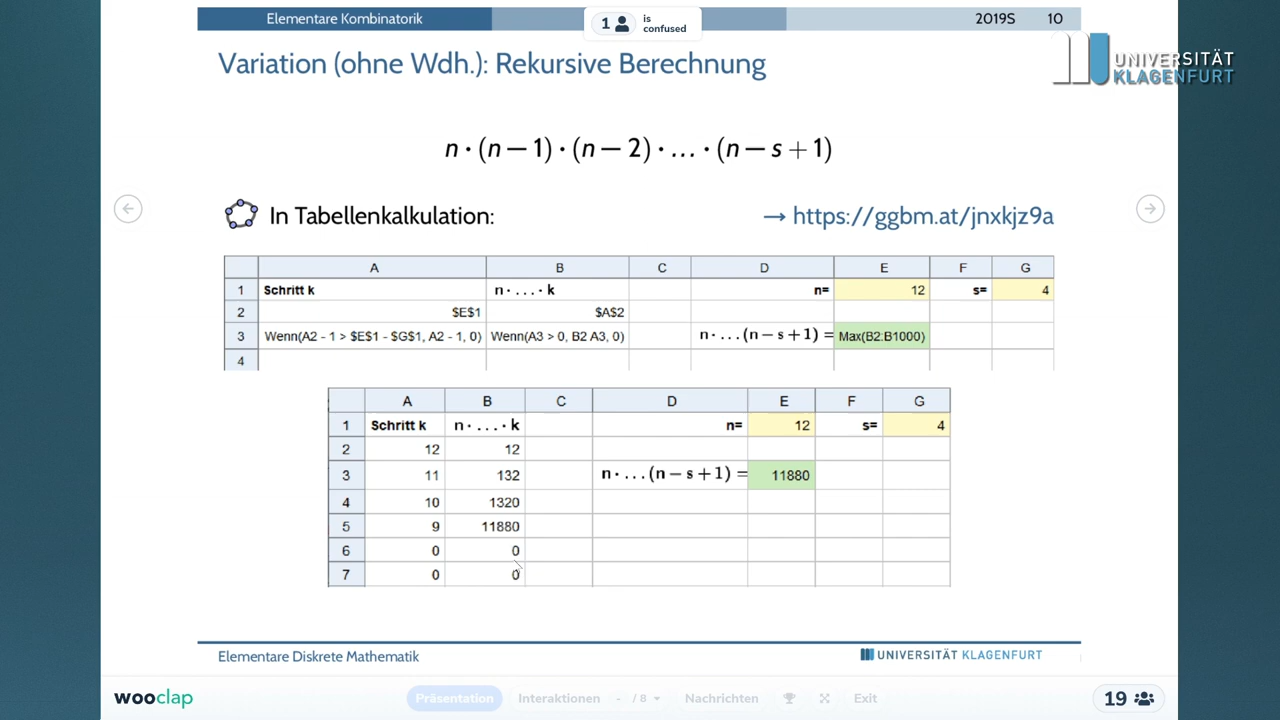 Elementare Kombinatorik
1 is confused
2019S 10
UNIVERSITÄT KLAGENFURT
Variation (ohne Wdh.): Rekursive Berechnung
n · (n − 1) · (n − 2) · … · (n − s + 1)
In Tabellenkalkulation: → https://ggbm.at/jnxkjz9a
A B C D E F G
1 Schritt k n · … · k n= 12 s= 4
2 $E$1 $A$2
3 Wenn(A2 - 1 > $E$1 - $G$1, A2 - 1, 0) Wenn(A3 > 0, B2 A3, 0) n · … (n − s + 1) = Max(B2:B1000)
4
A B C D E F G
1 Schritt k n · … · k n= 12 s= 4
2 12 12
3 11 132 n · … (n − s + 1) = 11880
4 10 1320
5 9 11880
6 0 0
7 0 0
Elementare Diskrete Mathematik UNIVERSITÄT KLAGENFURT
wooclap Präsentation Interaktionen - / 8 Nachrichten Exit 19